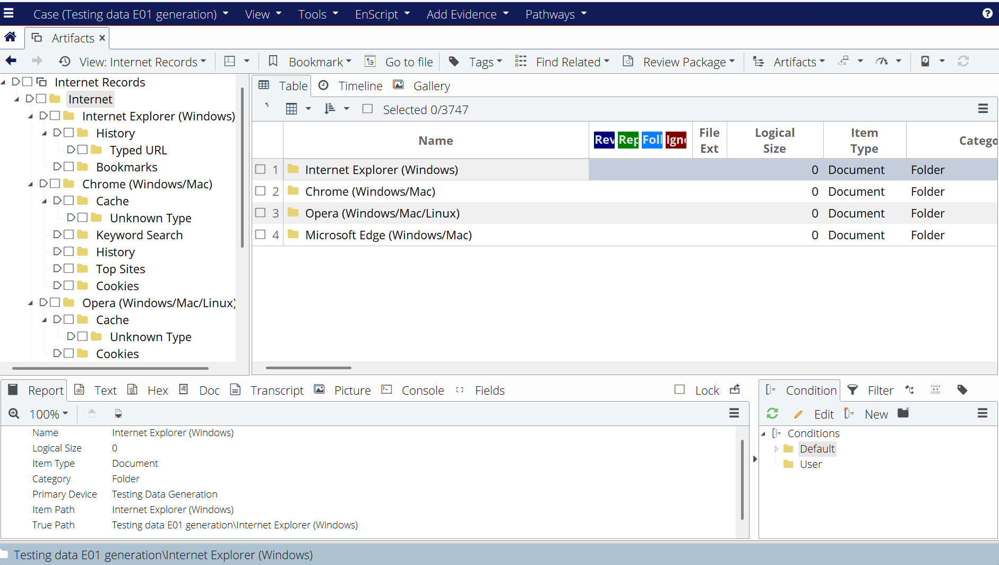 Case (Testing data E01 generation) View Tools EnScript Add Evidence Pathways ?
Artifacts ×
View: Internet Records Bookmark Go to file Tags Find Related Review Package Artifacts
Internet Records
Internet
Internet Explorer (Windows)
History
Typed URL
Bookmarks
Chrome (Windows/Mac)
Cache
Unknown Type
Keyword Search
History
Top Sites
Cookies
Opera (Windows/Mac/Linux)
Cache
Unknown Type
Cookies
Table Timeline Gallery
Selected 0/3747
Name Rev Rep Foll Igno File Ext Logical Size Item Type Catego
1 Internet Explorer (Windows) 0 Document Folder
2 Chrome (Windows/Mac) 0 Document Folder
3 Opera (Windows/Mac/Linux) 0 Document Folder
4 Microsoft Edge (Windows/Mac) 0 Document Folder
Report Text Hex Doc Transcript Picture Console Fields Lock
100%
Name Internet Explorer (Windows)
Logical Size 0
Item Type Document
Category Folder
Primary Device Testing Data Generation
Item Path Internet Explorer (Windows)
True Path Testing data E01 generation\Internet Explorer (Windows)
Condition Filter
Edit New
Conditions
Default
User
Testing data E01 generation\Internet Explorer (Windows)